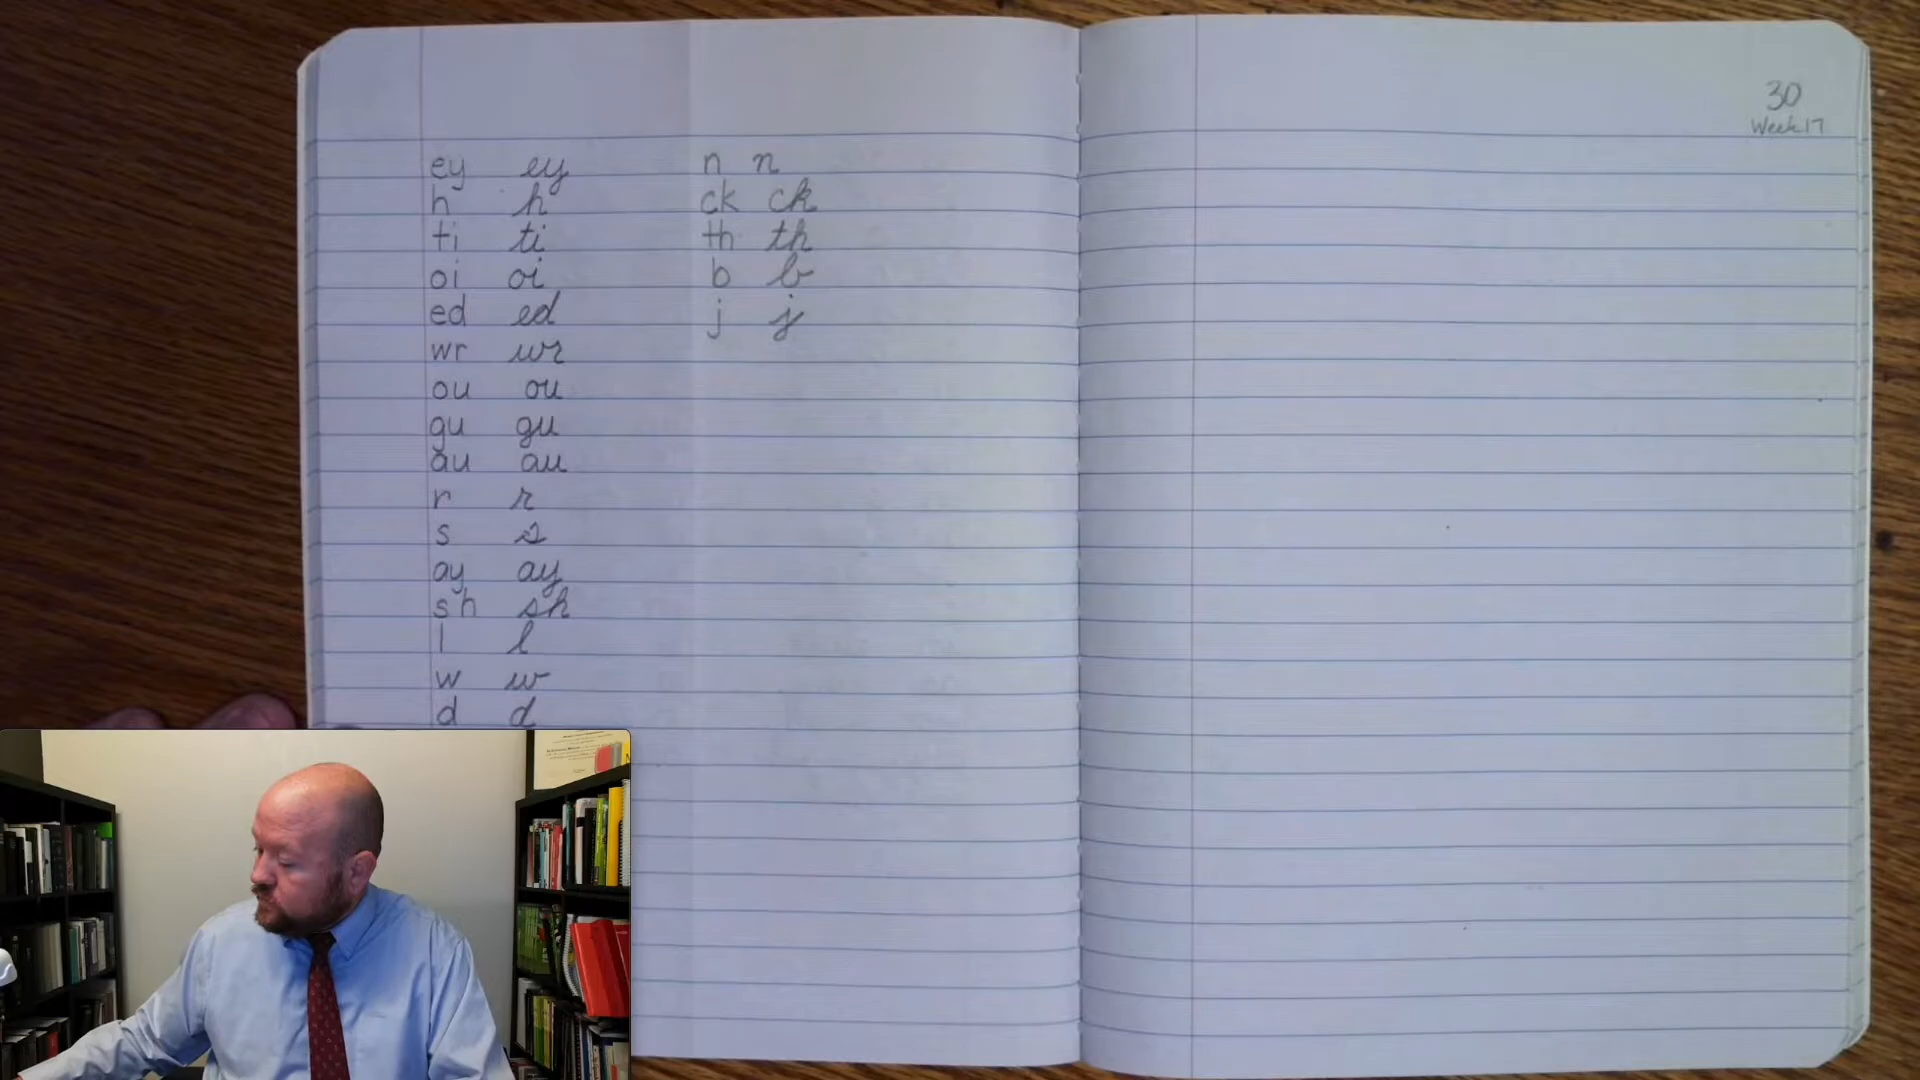 30
Week 17
ey ey
h h
ti ti
oi oi
ed ed
wr wr
ou ou
gu gu
au au
r r
s s
ay ay
sh sh
l l
w w
d d
n n
ck ck
th th
b b
j j